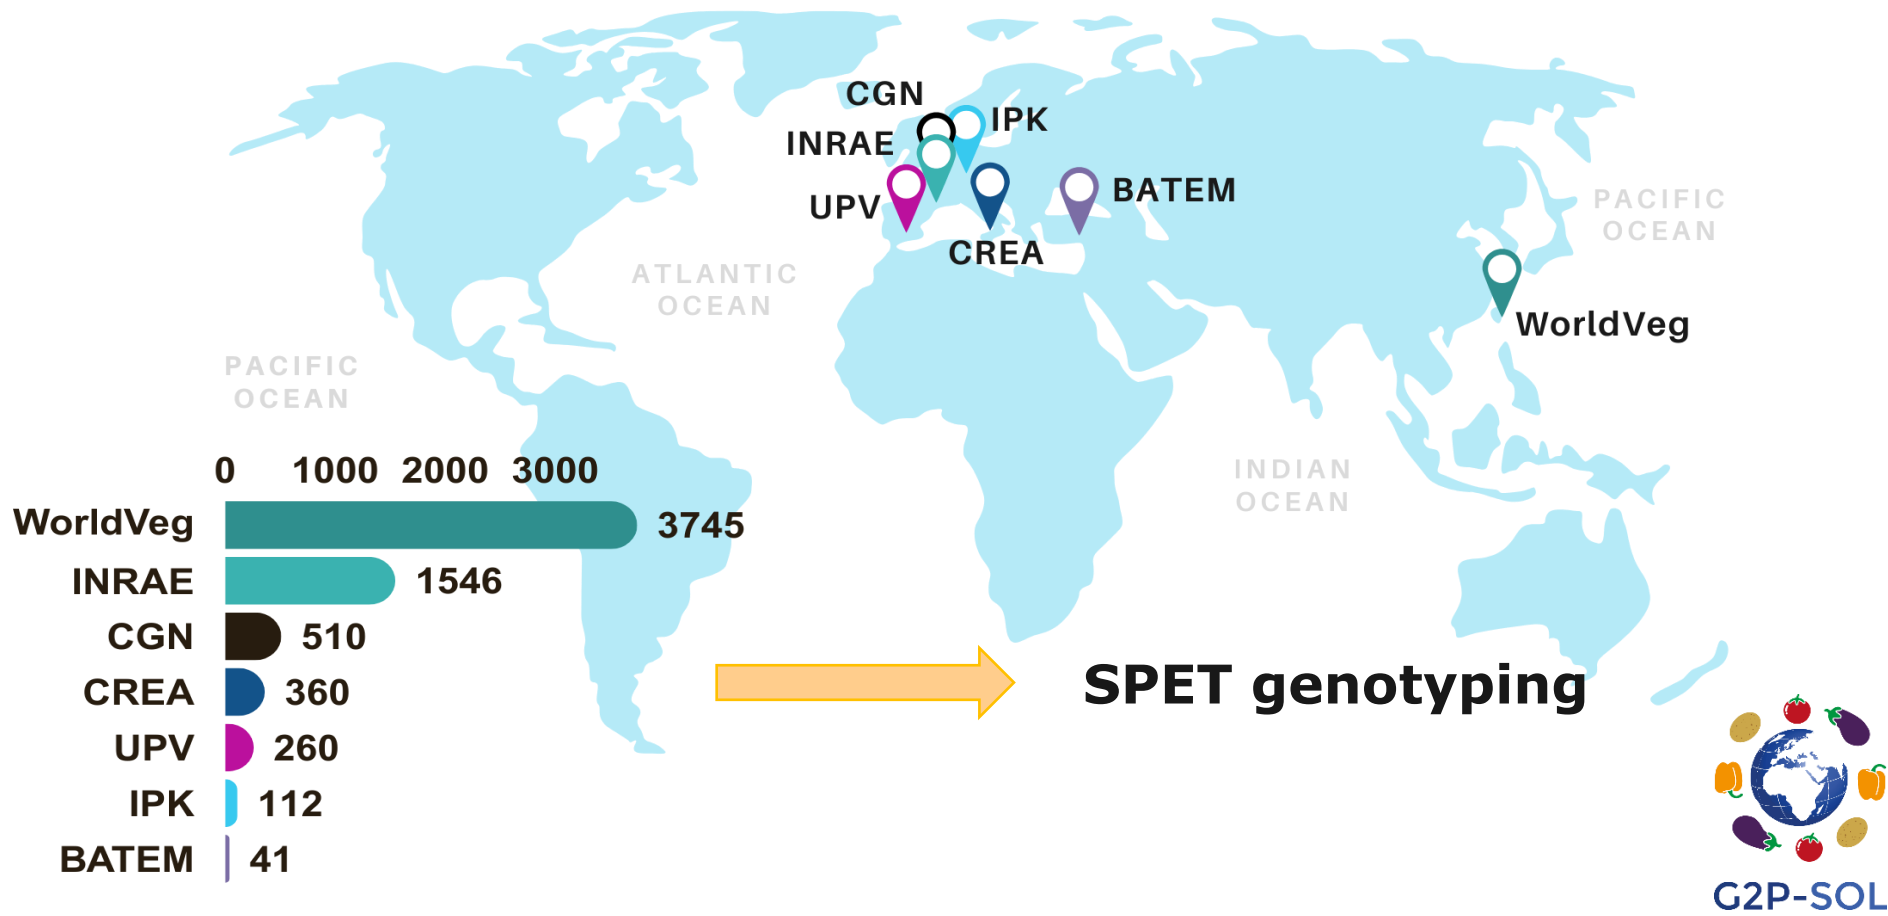 CGN
IPK
INRAE
UPV
BATEM
CREA
WorldVeg
PACIFIC
OCEAN
ATLANTIC
OCEAN
PACIFIC
OCEAN
INDIAN
OCEAN
0 1000 2000 3000
WorldVeg 3745
INRAE 1546
CGN 510
CREA 360
UPV 260
IPK 112
BATEM 41
SPET genotyping
G2P-SOL